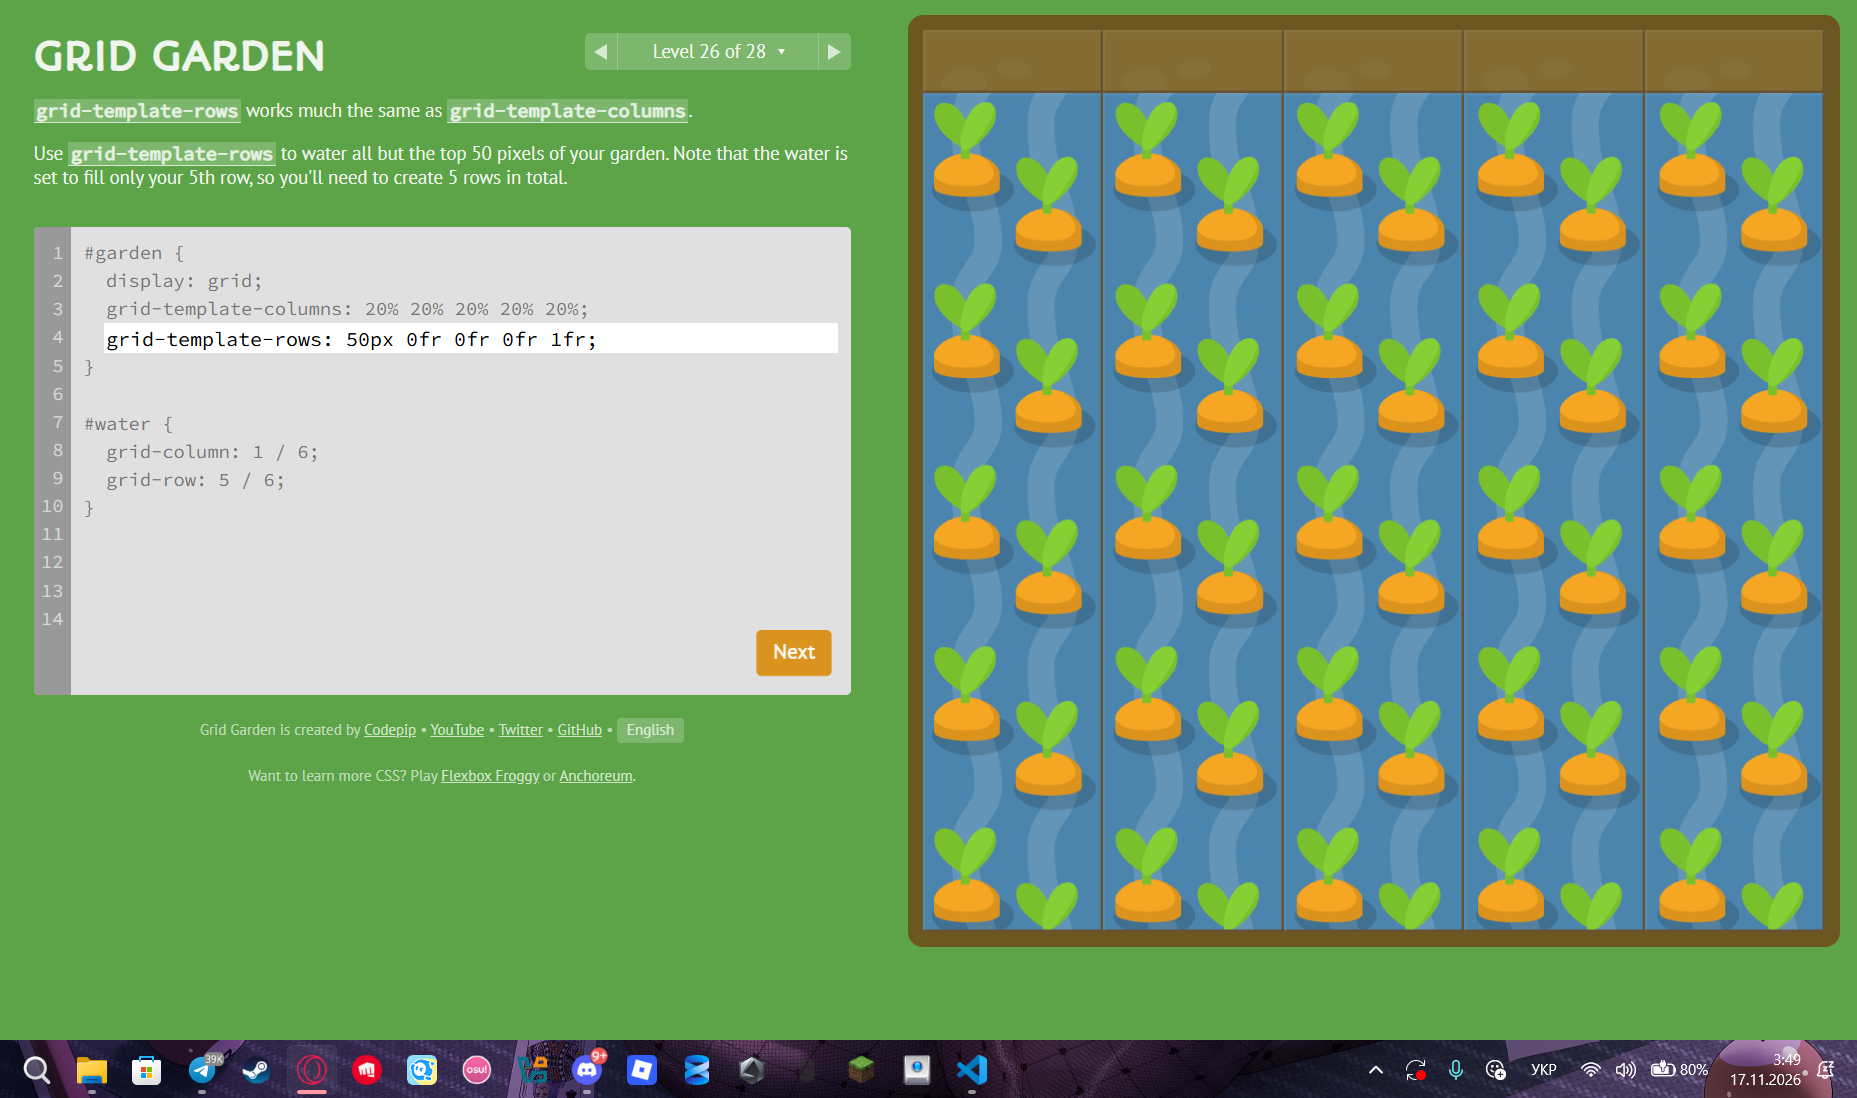 GRID GARDEN
◀ Level 26 of 28 ▼ ▶
grid-template-rows works much the same as grid-template-columns.
Use grid-template-rows to water all but the top 50 pixels of your garden. Note that the water is
set to fill only your 5th row, so you'll need to create 5 rows in total.
1 #garden {
2 display: grid;
3 grid-template-columns: 20% 20% 20% 20% 20%;
4 grid-template-rows: 50px 0fr 0fr 0fr 1fr;
5 }
6
7 #water {
8 grid-column: 1 / 6;
9 grid-row: 5 / 6;
10 }
11
12
13
14
Next
Grid Garden is created by Codepip • YouTube • Twitter • GitHub • English
Want to learn more CSS? Play Flexbox Froggy or Anchoreum.
39K
osu!
9+
УКР
80%
3:49
17.11.2026